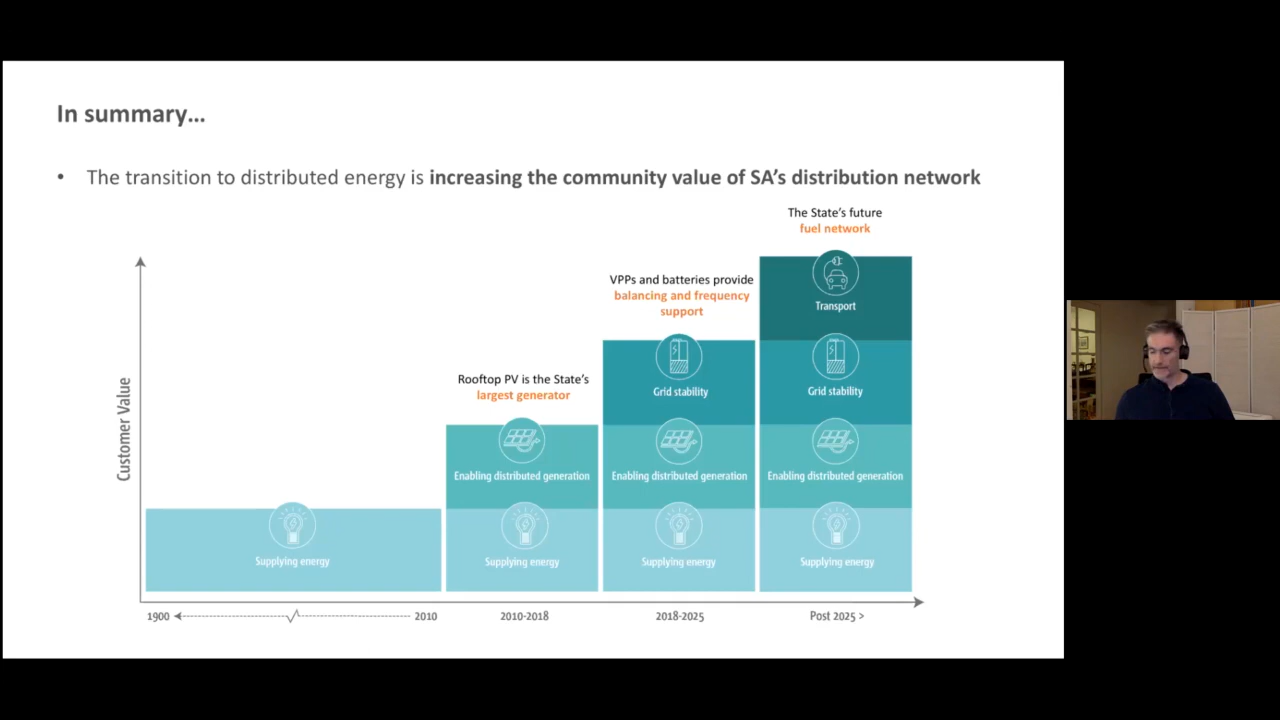 In summary...
• The transition to distributed energy is increasing the community value of SA's distribution network
The State's future
fuel network
VPPs and batteries provide
balancing and frequency
support
Rooftop PV is the State's
largest generator
Customer Value
Transport
Grid stability
Grid stability
Enabling distributed generation
Enabling distributed generation
Enabling distributed generation
Supplying energy
Supplying energy
Supplying energy
Supplying energy
1900
2010
2010-2018
2018-2025
Post 2025 >